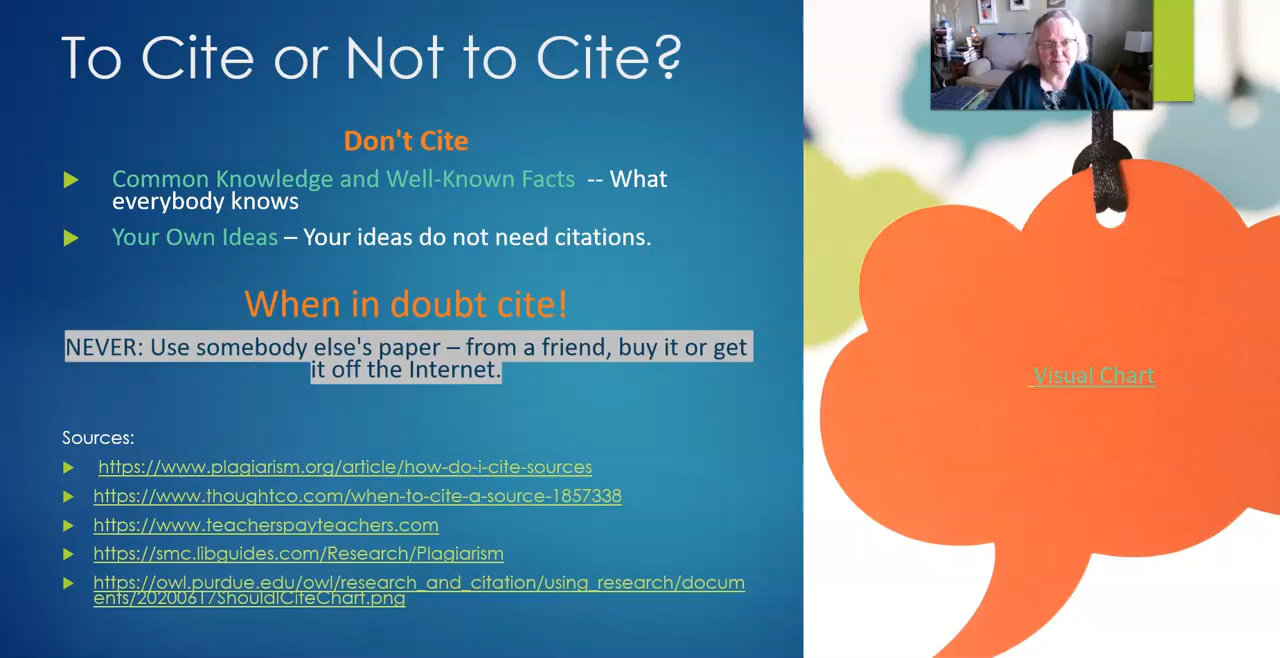 To Cite or Not to Cite?
Don't Cite
Common Knowledge and Well-Known Facts -- What
everybody knows
Your Own Ideas – Your ideas do not need citations.
When in doubt cite!
NEVER: Use somebody else's paper – from a friend, buy it or get
it off the Internet.
Visual Chart
Sources:
https://www.plagiarism.org/article/how-do-i-cite-sources
https://www.thoughtco.com/when-to-cite-a-source-1857338
https://www.teacherspayteachers.com
https://smc.libguides.com/Research/Plagiarism
https://owl.purdue.edu/owl/research_and_citation/using_research/docum
ents/20200617ShouldICiteChart.png